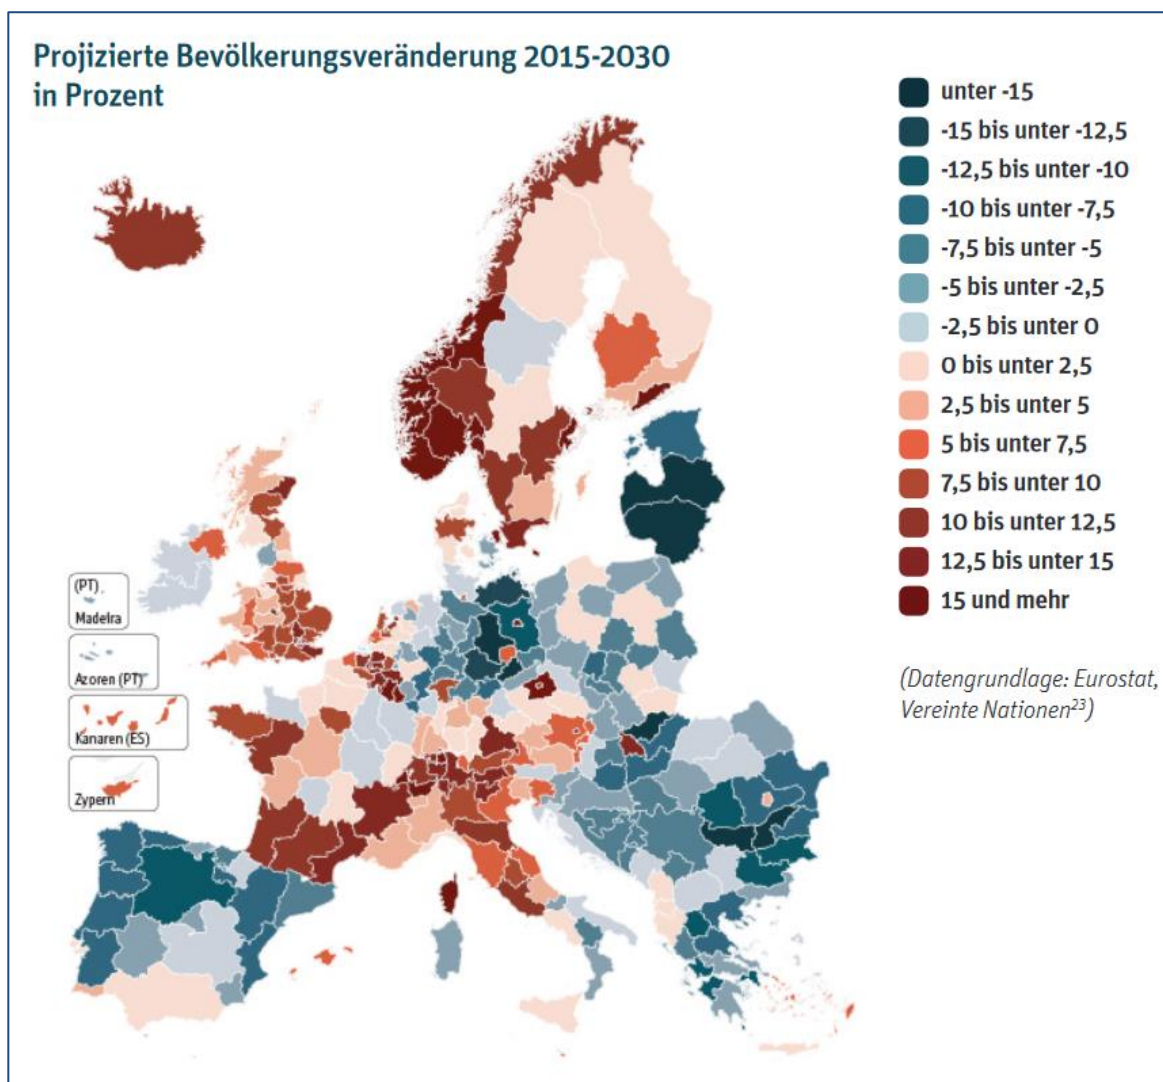 Projizierte Bevölkerungsveränderung 2015-2030
in Prozent
unter -15
-15 bis unter -12,5
-12,5 bis unter -10
-10 bis unter -7,5
-7,5 bis unter -5
-5 bis unter -2,5
-2,5 bis unter 0
0 bis unter 2,5
2,5 bis unter 5
5 bis unter 7,5
7,5 bis unter 10
10 bis unter 12,5
12,5 bis unter 15
15 und mehr
(Datengrundlage: Eurostat,
Vereinte Nationen²³)
(PT)
Madeira
Azoren (PT)
Kanaren (ES)
Zypern